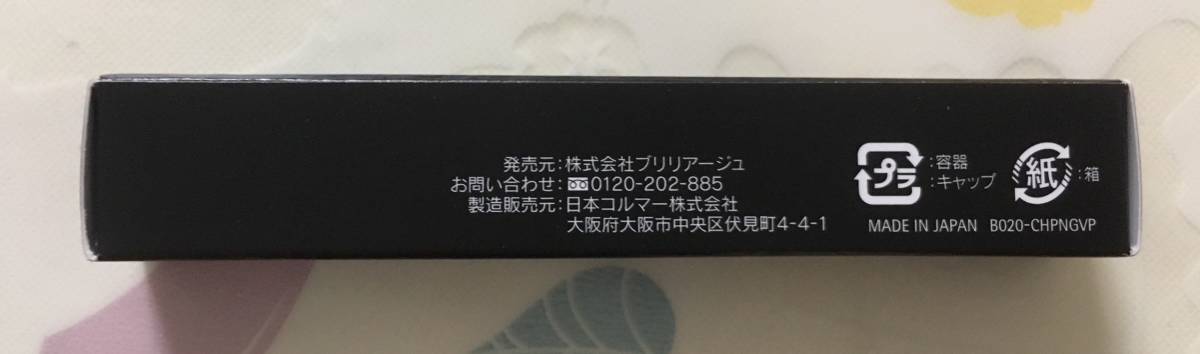 発売元：株式会社ブリリアージュ
お問い合わせ：0120-202-885
製造販売元：日本コルマー株式会社
大阪府大阪市中央区伏見町4-4-1
プラ ：容器
：キャップ
紙 ：箱
MADE IN JAPAN B020-CHPNGVP